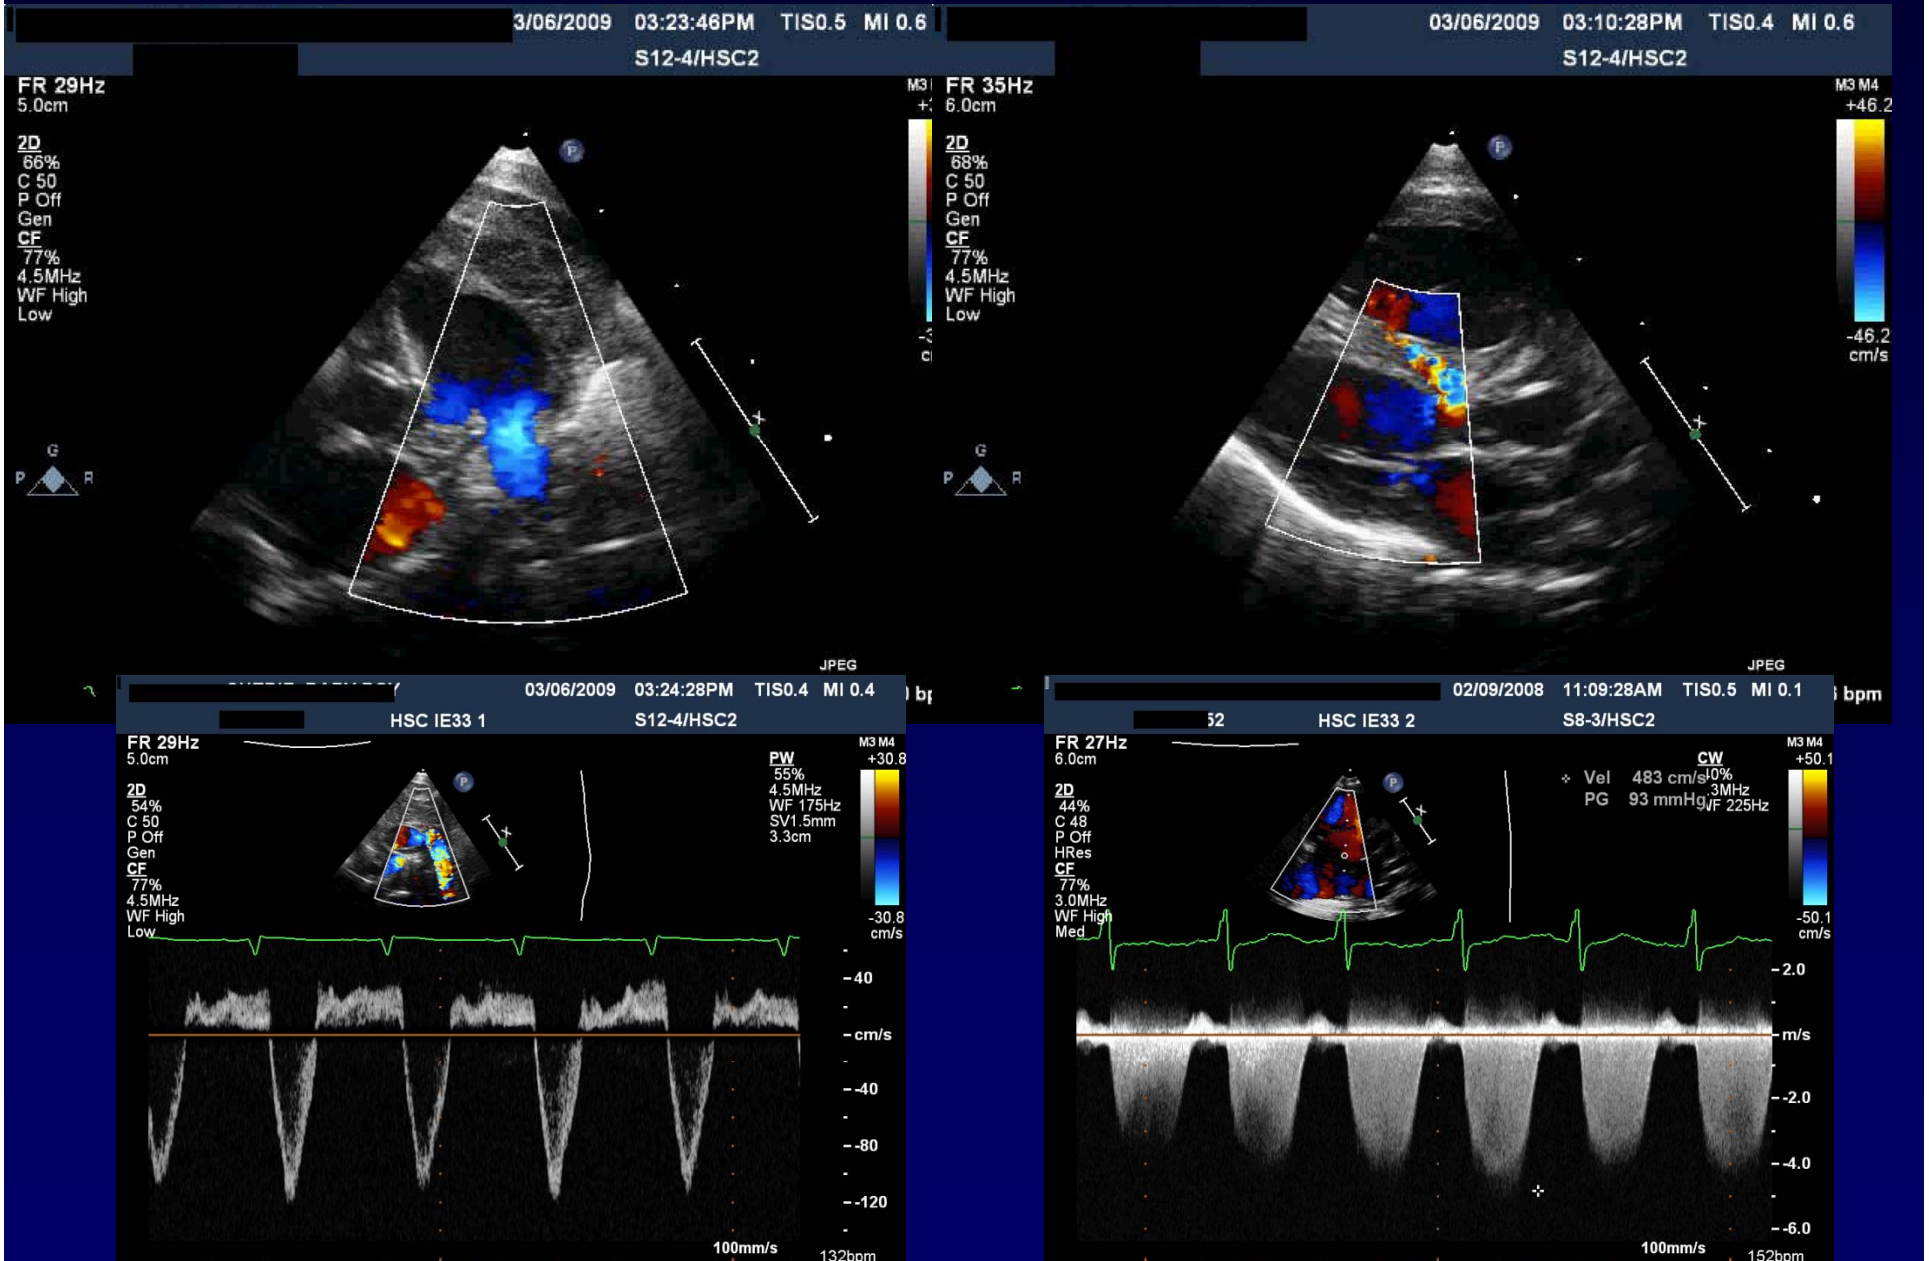 3/06/2009 03:23:46PM TIS0.5 MI 0.6
S12-4/HSC2
FR 29Hz
5.0cm
2D
66%
C 50
P Off
Gen
CF
77%
4.5MHz
WF High
Low
M3
G
P R
JPEG
03/06/2009 03:10:28PM TIS0.4 MI 0.6
S12-4/HSC2
FR 35Hz
6.0cm
2D
68%
C 50
P Off
Gen
CF
77%
4.5MHz
WF High
Low
M3 M4
+46.2
-46.2
cm/s
P
G
P R
JPEG
bpm
03/06/2009 03:24:28PM TIS0.4 MI 0.4
HSC IE33 1 S12-4/HSC2
FR 29Hz
5.0cm
2D
54%
C 50
P Off
Gen
CF
77%
4.5MHz
WF High
Low
P
PW
55%
4.5MHz
WF 175Hz
SV1.5mm
3.3cm
M3 M4
+30.8
-30.8
cm/s
40
cm/s
-40
-80
-120
100mm/s
132bpm
02/09/2008 11:09:28AM TIS0.5 MI 0.1
52 HSC IE33 2 S8-3/HSC2
FR 27Hz
6.0cm
2D
44%
C 48
P Off
HRes
CF
77%
3.0MHz
WF High
Med
P
Vel 483 cm/s
PG 93 mmHg
CW
WF 225Hz
M3 M4
+50.1
-50.1
cm/s
2.0
m/s
-2.0
-4.0
-6.0
100mm/s
152bpm